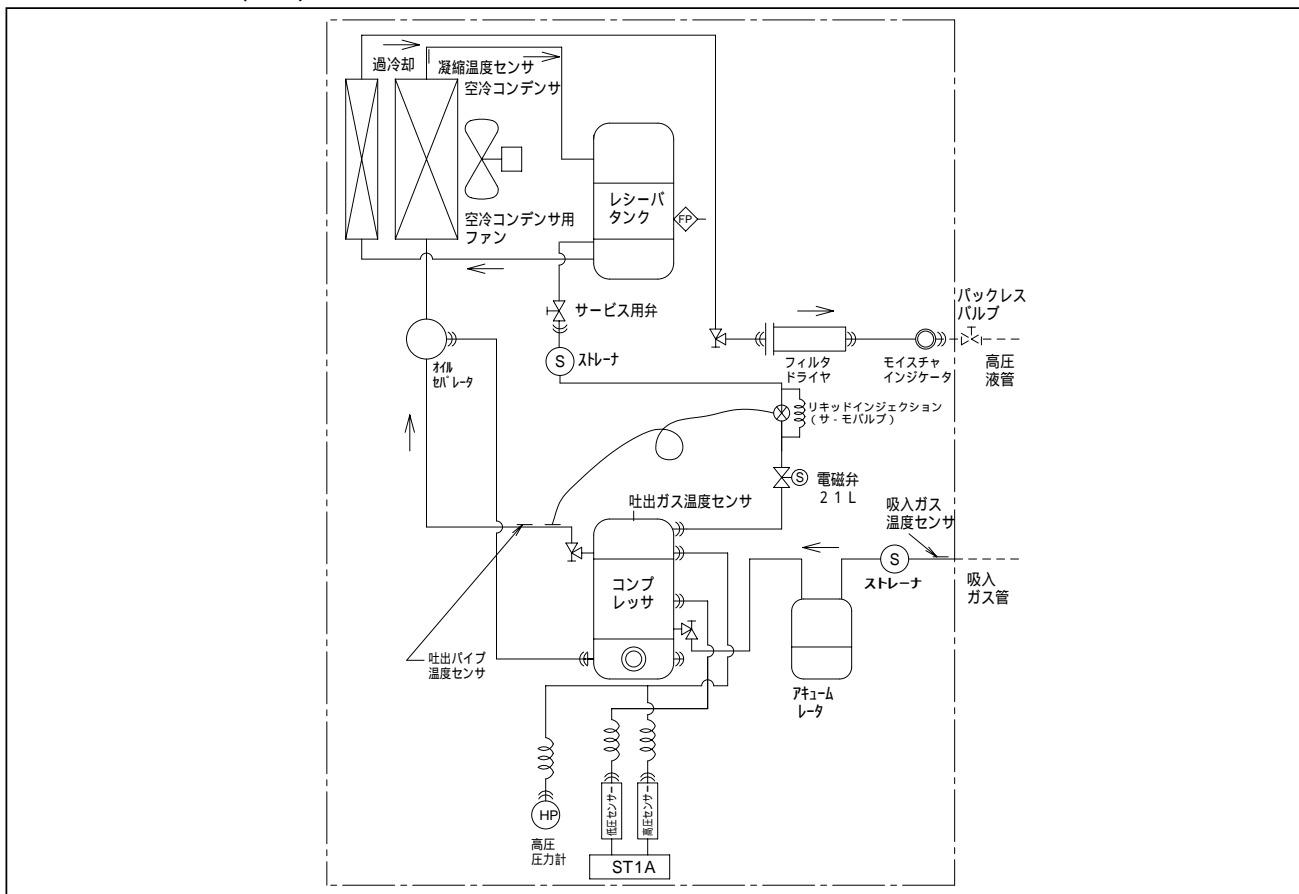 過冷却
凝縮温度センサ
空冷コンデンサ
空冷コンデンサ用
ファン
レシーバ
タンク
FP
サービス用弁
S
ストレーナ
オイル
セパレータ
パックレス
バルブ
フィルタ
ドライヤ
モイスチャ
インジケータ
高圧
液管
リキッドインジェクション
(サ-モバルブ)
S
電磁弁
21L
吐出ガス温度センサ
吸入ガス
温度センサ
S
ストレーナ
吸入
ガス管
コンプ
レッサ
吐出パイプ
温度センサ
アキューム
レータ
HP
高圧
圧力計
低圧センサー
高圧センサー
ST1A